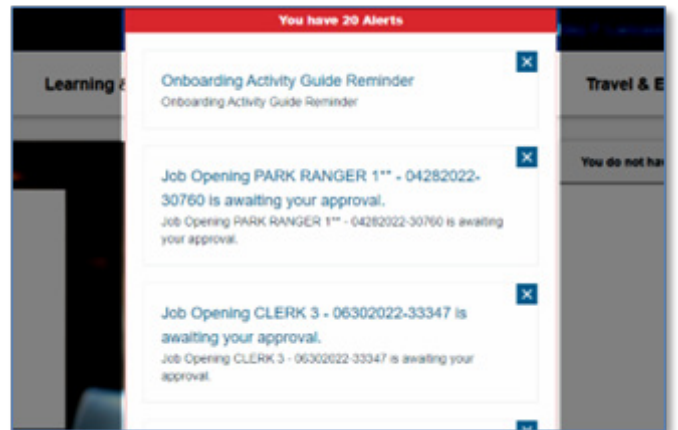 You have 20 Alerts
Learning &
Travel & E
Onboarding Activity Guide Reminder
Onboarding Activity Guide Reminder
You do not hav
Job Opening PARK RANGER 1** - 04282022-
30760 is awaiting your approval.
Job Opening PARK RANGER 1** - 04282022-30760 is awaiting
your approval.
Job Opening CLERK 3 - 06302022-33347 is
awaiting your approval.
Job Opening CLERK 3 - 06302022-33347 is awaiting your
approval.